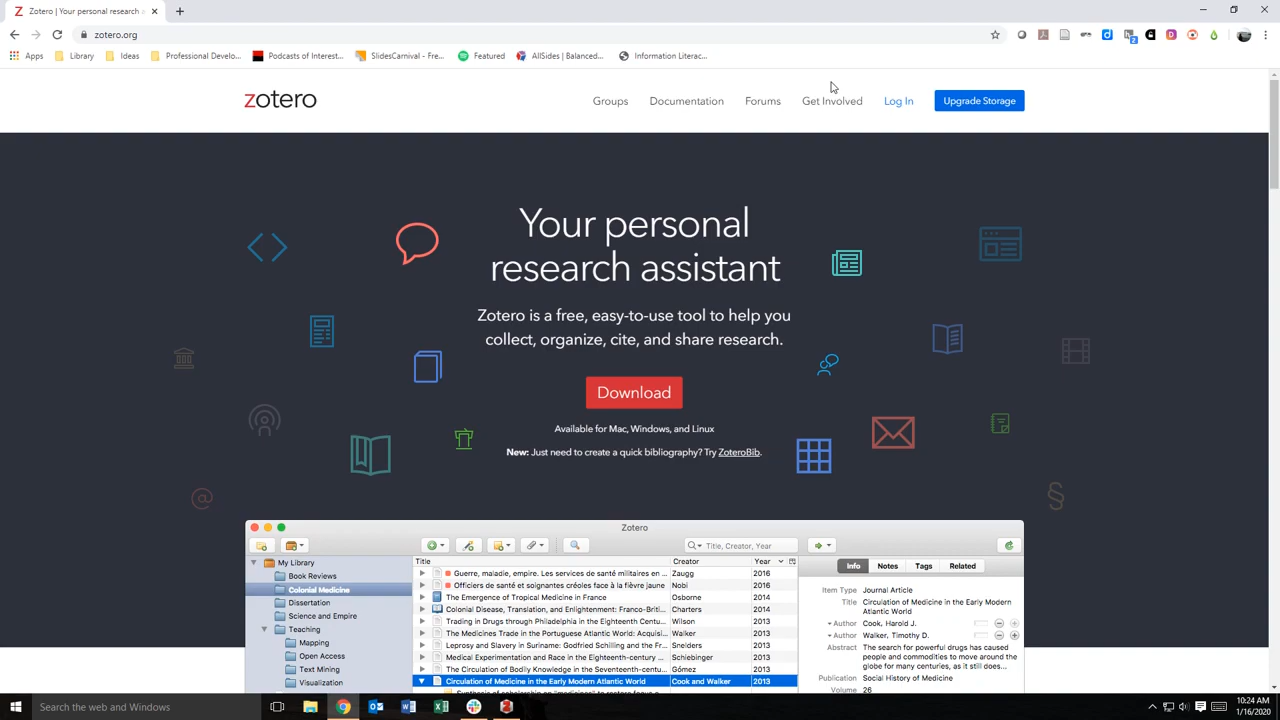 Zotero | Your personal research a
zotero.org
Apps
Library
Ideas
Professional Develo...
Podcasts of Interest...
SlidesCarnival - Fre...
Featured
AllSides | Balanced...
Information Literac...
zotero
Groups
Documentation
Forums
Get Involved
Log In
Upgrade Storage
Your personal
research assistant
Zotero is a free, easy-to-use tool to help you
collect, organize, cite, and share research.
Download
Available for Mac, Windows, and Linux
New: Just need to create a quick bibliography? Try ZoteroBib.
Zotero
Title, Creator, Year
My Library
Book Reviews
Colonial Medicine
Dissertation
Science and Empire
Teaching
Mapping
Open Access
Text Mining
Visualization
Title Creator Year
Guerre, maladie, empire. Les services de santé militaires en ... Zaugg 2016
Officiers de santé et soignantes créoles face à la fièvre jaune Nobi 2016
The Emergence of Tropical Medicine in France Osborne 2014
Colonial Disease, Translation, and Enlightenment: Franco-Briti... Charters 2014
Trading in Drugs through Philadelphia in the Eighteenth Centu... Wilson 2013
The Medicines Trade in the Portuguese Atlantic World: Acquisi... Walker 2013
Leprosy and Slavery in Suriname: Godfried Schilling and the Fr... Snelders 2013
Medical Experimentation and Race in the Eighteenth-century ... Schiebinger 2013
The Circulation of Bodily Knowledge in the Seventeenth-centu... Gómez 2013
Circulation of Medicine in the Early Modern Atlantic World Cook and Walker 2013
Info
Notes
Tags
Related
Item Type Journal Article
Title Circulation of Medicine in the Early Modern
Atlantic World
Author Cook, Harold J.
Author Walker, Timothy D.
Abstract The search for powerful drugs has caused
people and commodities to move around the
globe for many centuries, as it still does...
Publication Social History of Medicine
Volume 26
Search the web and Windows
10:24 AM
1/16/2020